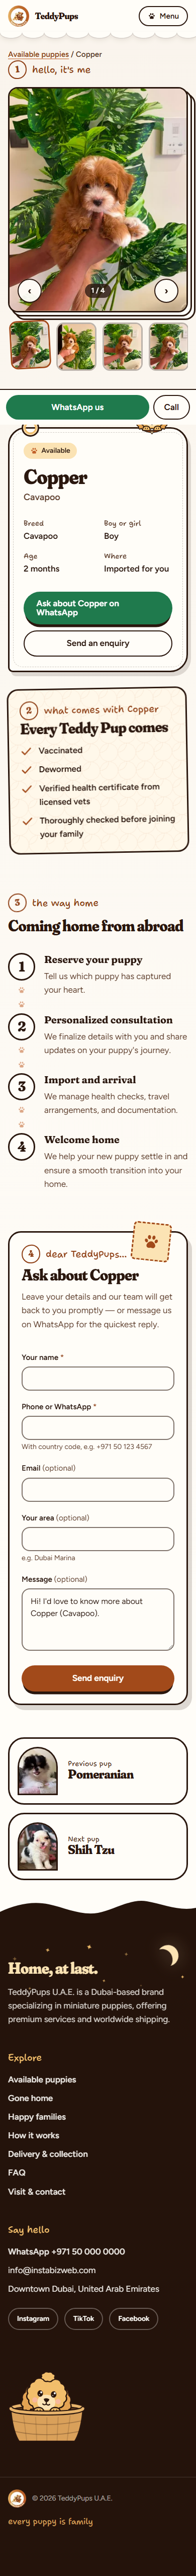 TeddyPups
Menu
Available puppies / Copper
1 hello, it's me
‹ 1 / 4 ›
WhatsApp us
Call
Available
Copper
Cavapoo
Breed Boy or girl
Cavapoo Boy
Age Where
2 months Imported for you
Ask about Copper on
WhatsApp
Send an enquiry
2 what comes with Copper
Every Teddy Pup comes
Vaccinated
Dewormed
Verified health certificate from
licensed vets
Thoroughly checked before joining
your family
3 the way home
Coming home from abroad
1 Reserve your puppy
Tell us which puppy has captured
your heart.
2 Personalized consultation
We finalize details with you and share
updates on your puppy's journey.
3 Import and arrival
We manage health checks, travel
arrangements, and documentation.
4 Welcome home
We help your new puppy settle in and
ensure a smooth transition into your
home.
4 dear TeddyPups...
Ask about Copper
Leave your details and our team will get
back to you promptly — or message us
on WhatsApp for the quickest reply.
Your name *
Phone or WhatsApp *
With country code, e.g. +971 50 123 4567
Email (optional)
Your area (optional)
e.g. Dubai Marina
Message (optional)
Hi! I'd love to know more about
Copper (Cavapoo).
Send enquiry
Previous pup
Pomeranian
Next pup
Shih Tzu
Home, at last.
TeddyPups U.A.E. is a Dubai-based brand
specializing in miniature puppies, offering
premium services and worldwide shipping.
Explore
Available puppies
Gone home
Happy families
How it works
Delivery & collection
FAQ
Visit & contact
Say hello
WhatsApp +971 50 000 0000
info@instabizweb.com
Downtown Dubai, United Arab Emirates
Instagram TikTok Facebook
© 2026 TeddyPups U.A.E.
every puppy is family